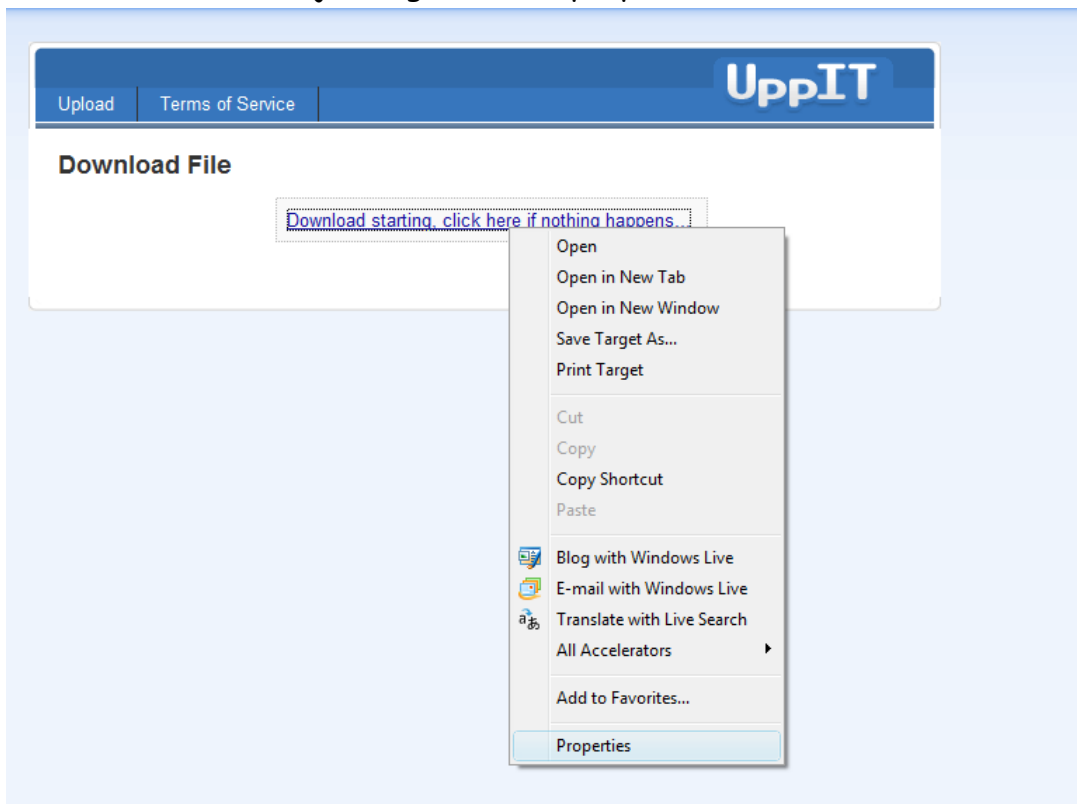 UppIT
Upload Terms of Service
Download File
Download starting, click here if nothing happens...
Open
Open in New Tab
Open in New Window
Save Target As...
Print Target
Cut
Copy
Copy Shortcut
Paste
Blog with Windows Live
E-mail with Windows Live
Translate with Live Search
All Accelerators
Add to Favorites...
Properties